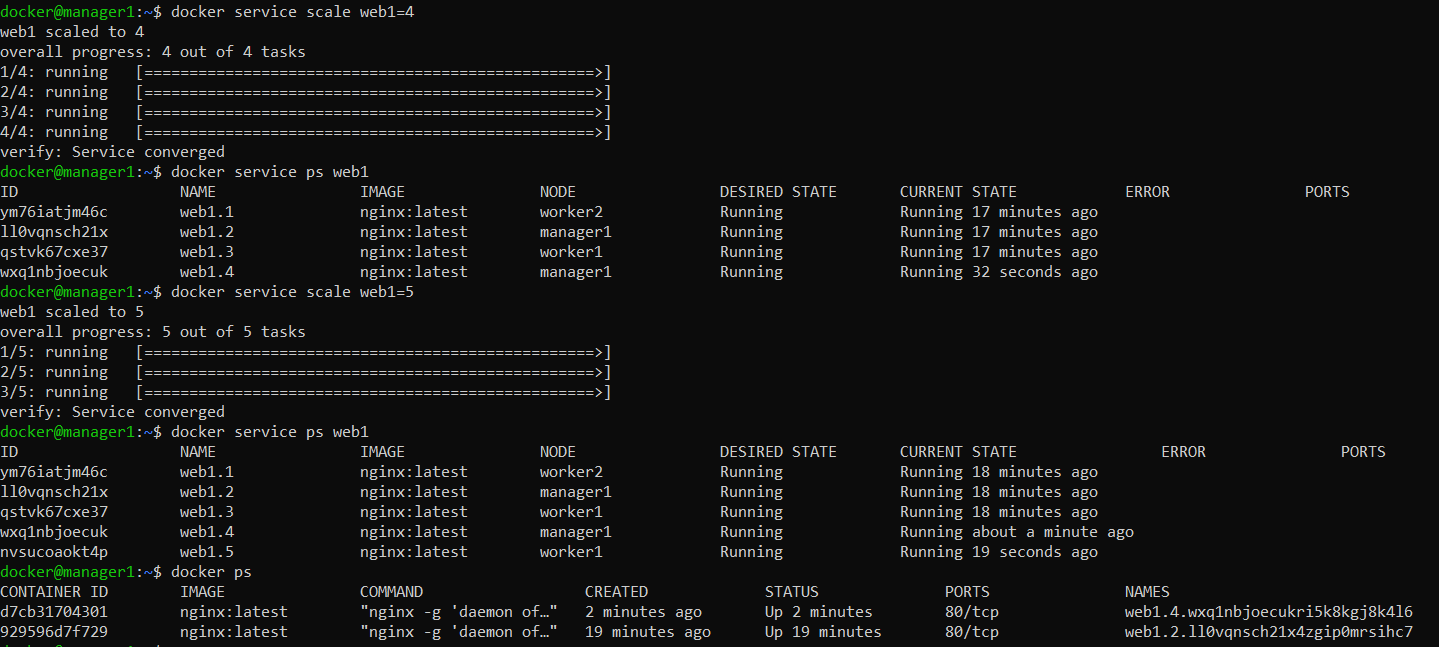 docker@manager1:~$ docker service scale web1=4
web1 scaled to 4
overall progress: 4 out of 4 tasks
1/4: running   [==================================================>]
2/4: running   [==================================================>]
3/4: running   [==================================================>]
4/4: running   [==================================================>]
verify: Service converged
docker@manager1:~$ docker service ps web1
ID                  NAME                IMAGE               NODE                DESIRED STATE       CURRENT STATE            ERROR               PORTS
ym76iatjm46c        web1.1              nginx:latest        worker2             Running             Running 17 minutes ago
ll0vqnsch21x        web1.2              nginx:latest        manager1            Running             Running 17 minutes ago
qstvk67cxe37        web1.3              nginx:latest        worker1             Running             Running 17 minutes ago
wxq1nbjoecuk        web1.4              nginx:latest        manager1            Running             Running 32 seconds ago
docker@manager1:~$ docker service scale web1=5
web1 scaled to 5
overall progress: 5 out of 5 tasks
1/5: running   [==================================================>]
2/5: running   [==================================================>]
3/5: running   [==================================================>]
verify: Service converged
docker@manager1:~$ docker service ps web1
ID                  NAME                IMAGE               NODE                DESIRED STATE       CURRENT STATE                ERROR               PORTS
ym76iatjm46c        web1.1              nginx:latest        worker2             Running             Running 18 minutes ago
ll0vqnsch21x        web1.2              nginx:latest        manager1            Running             Running 18 minutes ago
qstvk67cxe37        web1.3              nginx:latest        worker1             Running             Running 18 minutes ago
wxq1nbjoecuk        web1.4              nginx:latest        manager1            Running             Running about a minute ago
nvsucoaokt4p        web1.5              nginx:latest        worker1             Running             Running 19 seconds ago
docker@manager1:~$ docker ps
CONTAINER ID        IMAGE               COMMAND                  CREATED             STATUS              PORTS               NAMES
d7cb31704301        nginx:latest        "nginx -g 'daemon of…"   2 minutes ago       Up 2 minutes        80/tcp              web1.4.wxq1nbjoecukri5k8kgj8k4l6
929596d7f729        nginx:latest        "nginx -g 'daemon of…"   19 minutes ago      Up 19 minutes       80/tcp              web1.2.ll0vqnsch21x4zgip0mrsihc7